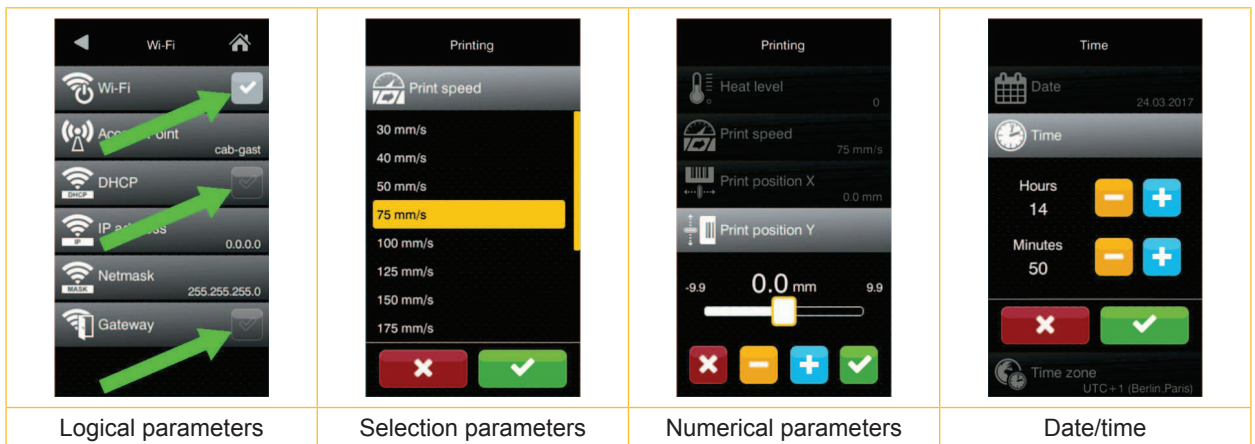 Wi-Fi
Wi-Fi
Point
cab-gast
DHCP
DHCP
IP
IP
0.0.0.0
Netmask
MASK
255.255.255.0
Gateway
Logical parameters
Printing
Print speed
30 mm/s
40 mm/s
50 mm/s
75 mm/s
100 mm/s
125 mm/s
150 mm/s
175 mm/s
Selection parameters
Printing
Heat level
0
Print speed
75 mm/s
Print position X
0.0 mm
Print position Y
-9.9 0.0 mm 9.9
Numerical parameters
Time
Date
24.03.2017
Time
Hours
14
Minutes
50
Time zone
UTC+1 (Berlin.Paris)
Date/time